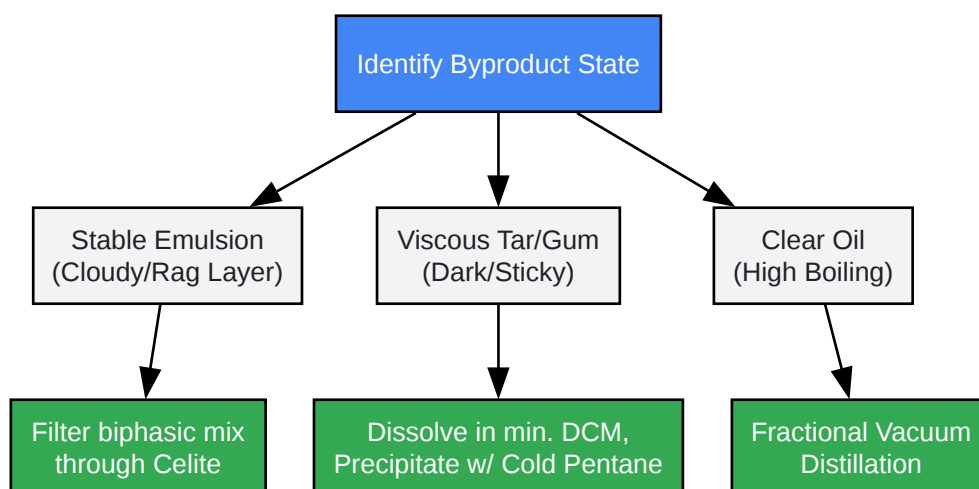 Identify Byproduct State
Stable Emulsion
(Cloudy/Rag Layer)
Viscous Tar/Gum
(Dark/Sticky)
Clear Oil
(High Boiling)
Filter biphasic mix
through Celite
Dissolve in min. DCM,
Precipitate w/ Cold Pentane
Fractional Vacuum
Distillation